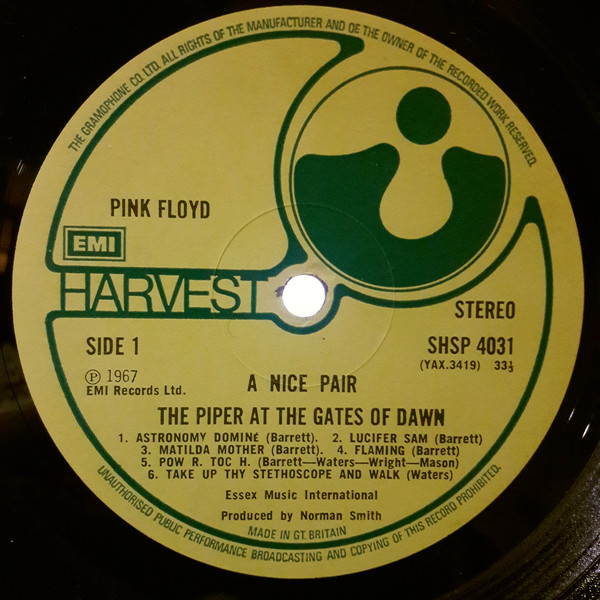 THE GRAMOPHONE CO. LTD. ALL RIGHTS OF THE MANUFACTURER AND OF THE OWNER OF THE RECORDED WORK RESERVED.
PINK FLOYD
EMI
HARVEST
STEREO
SIDE 1
SHSP 4031
(YAX.3419) 33⅓
Ⓟ 1967
EMI Records Ltd.
A NICE PAIR
THE PIPER AT THE GATES OF DAWN
1. ASTRONOMY DOMINÉ (Barrett). 2. LUCIFER SAM (Barrett)
3. MATILDA MOTHER (Barrett). 4. FLAMING (Barrett)
5. POW R. TOC H. (Barrett—Waters—Wright—Mason)
6. TAKE UP THY STETHOSCOPE AND WALK (Waters)
Essex Music International
Produced by Norman Smith
MADE IN GT. BRITAIN
UNAUTHORISED PUBLIC PERFORMANCE BROADCASTING AND COPYING OF THIS RECORD PROHIBITED.